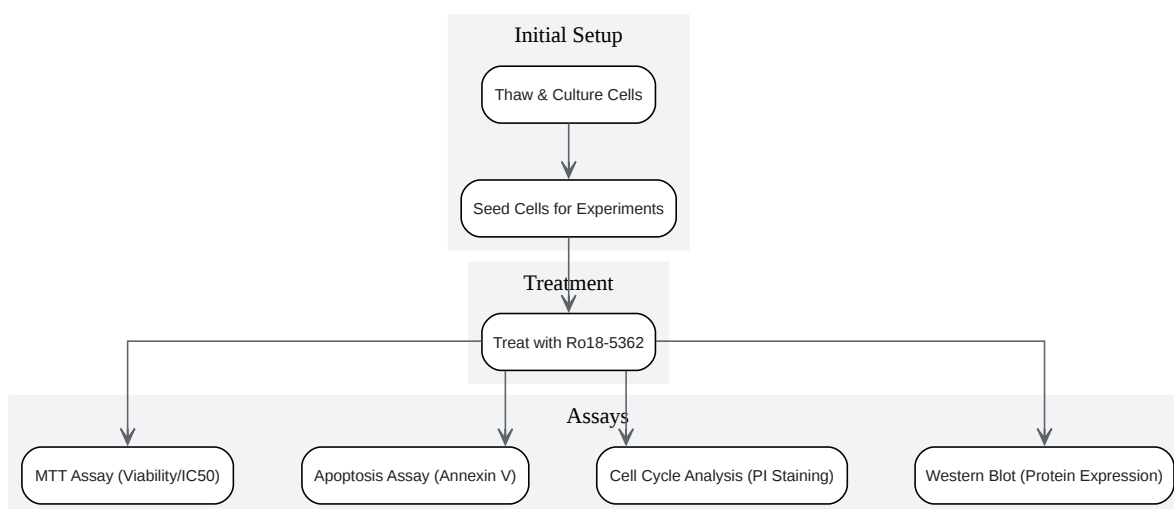 Initial Setup
Thaw & Culture Cells
Seed Cells for Experiments
Treatment
Treat with Ro18-5362
Assays
MTT Assay (Viability/IC50)
Apoptosis Assay (Annexin V)
Cell Cycle Analysis (PI Staining)
Western Blot (Protein Expression)